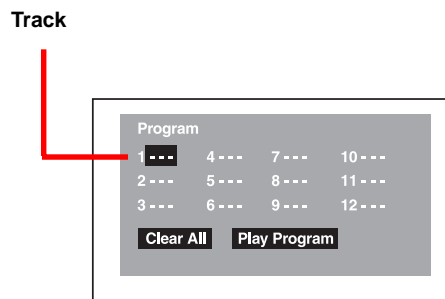 Track
Program
1 - - - 4 - - - 7 - - - 10 - - -
2 - - - 5 - - - 8 - - - 11 - - -
3 - - - 6 - - - 9 - - - 12 - - -
Clear All Play Program